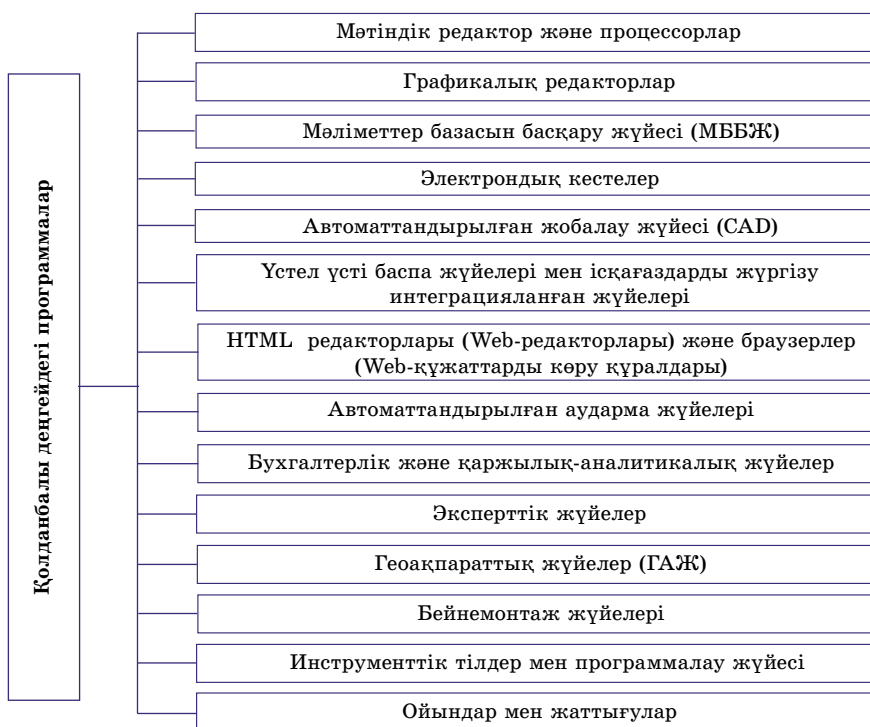 Қолданбалы деңгейдегі программалар
Мәтіндік редактор және процессорлар
Графикалық редакторлар
Мәліметтер базасын басқару жүйесі (МББЖ)
Электрондық кестелер
Автоматтандырылған жобалау жүйесі (CAD)
Үстел үсті баспа жүйелері мен ісқағаздарды жүргізу
интеграцияланған жүйелері
HTML редакторлары (Web-редакторлары) және браузерлер
(Web-құжаттарды көру құралдары)
Автоматтандырылған аударма жүйелері
Бухгалтерлік және қаржылық-аналитикалық жүйелер
Эксперттік жүйелер
Геоақпараттық жүйелер (ГАЖ)
Бейнемонтаж жүйелері
Инструменттік тілдер мен программалау жүйесі
Ойындар мен жаттығулар